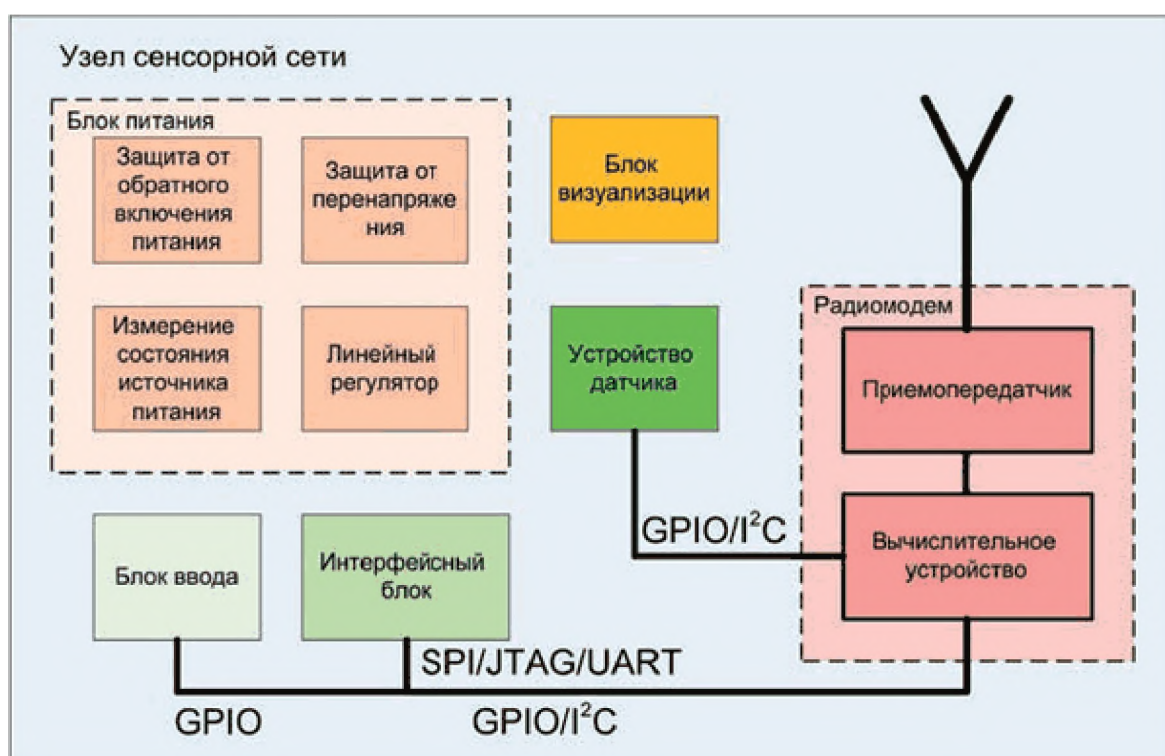 Узел сенсорной сети
Блок питания
Защита от
обратного
включения
питания
Защита от
перенапряже
ния
Блок
визуализации
Измерение
состояния
источника
питания
Линейный
регулятор
Устройство
датчика
Радиомодем
Приемопередатчик
Вычислительное
устройство
GPIO/I²C
Блок ввода
Интерфейсный
блок
SPI/JTAG/UART
GPIO
GPIO/I²C